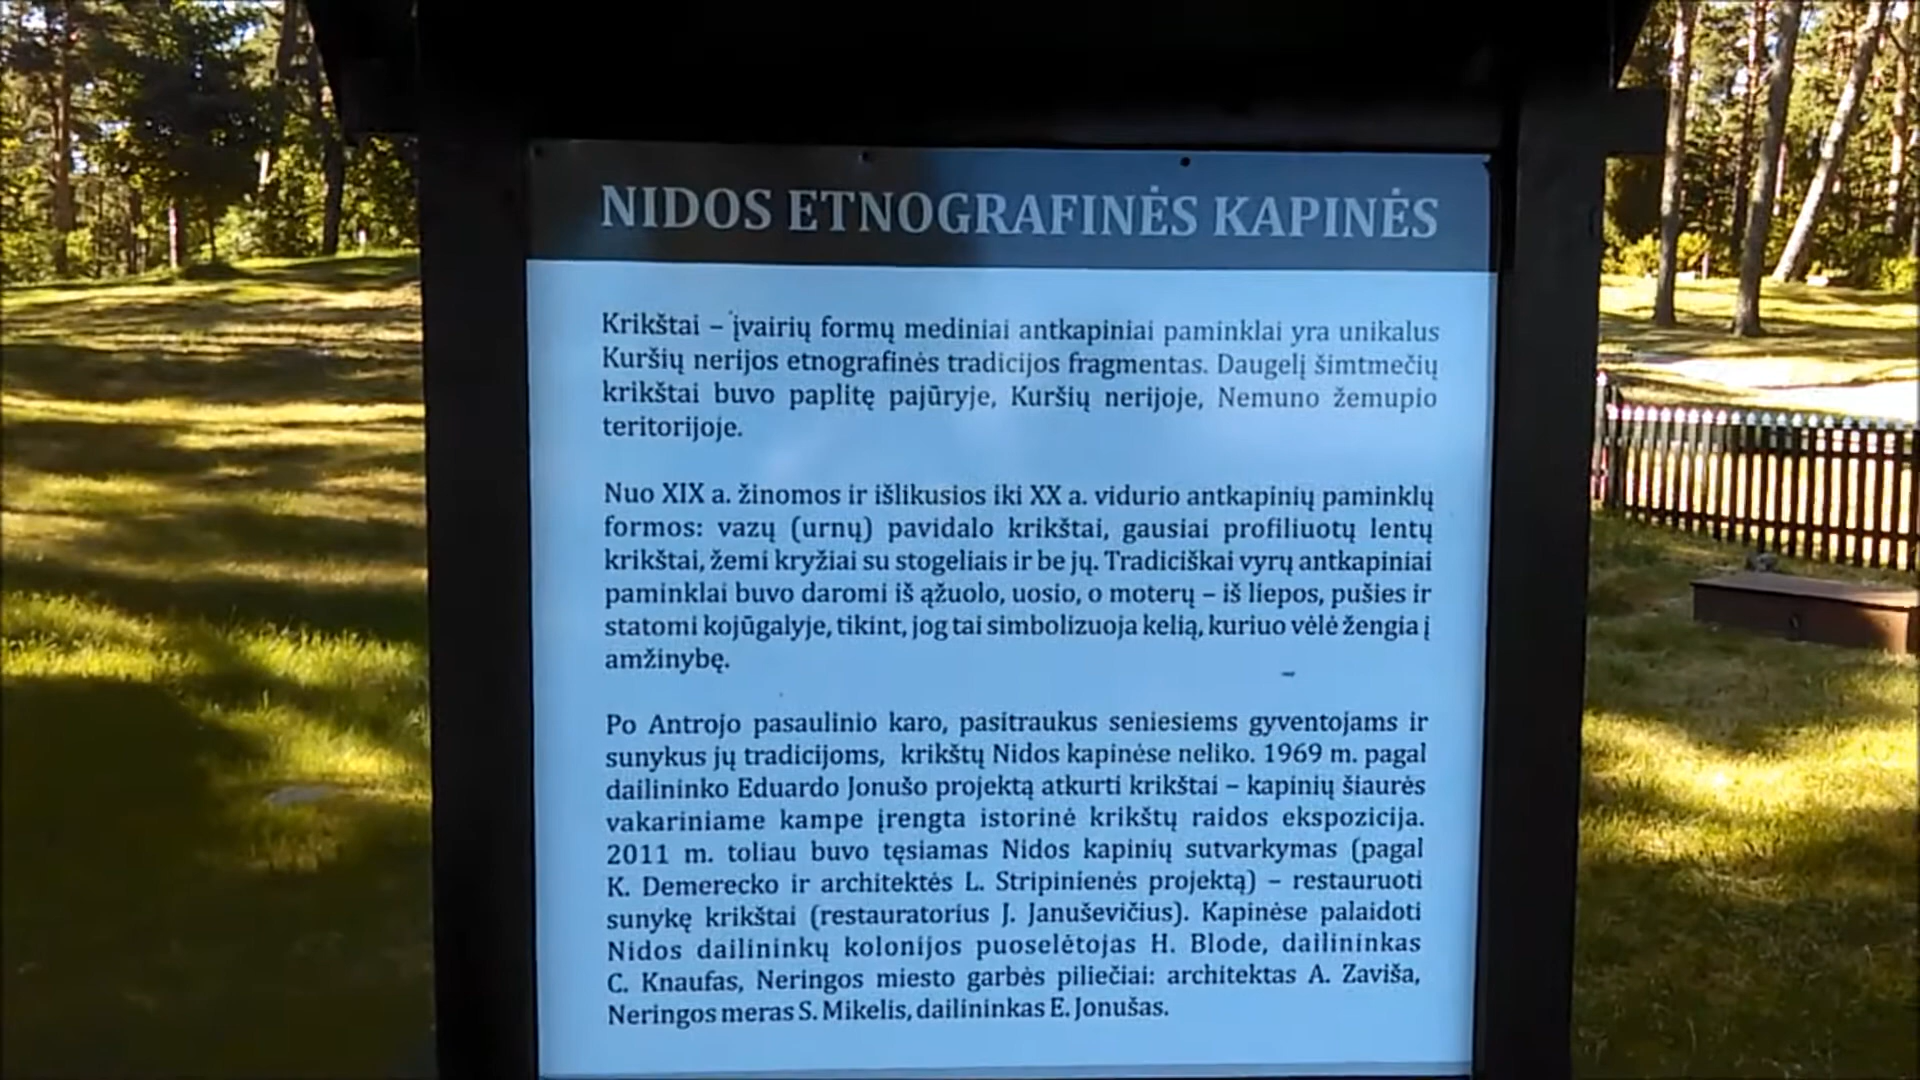 NIDOS ETNOGRAFINĖS KAPINĖS
Krikštai – įvairių formų mediniai antkapiniai paminklai yra unikalus
Kuršių nerijos etnografinės tradicijos fragmentas. Daugelį šimtmečių
krikštai buvo paplitę pajūryje, Kuršių nerijoje, Nemuno žemupio
teritorijoje.
Nuo XIX a. žinomos ir išlikusios iki XX a. vidurio antkapinių paminklų
formos: vazų (urnų) pavidalo krikštai, gausiai profiliuotų lentų
krikštai, žemi kryžiai su stogeliais ir be jų. Tradiciškai vyrų antkapiniai
paminklai buvo daromi iš ąžuolo, uosio, o moterų – iš liepos, pušies ir
statomi kojūgalyje, tikint, jog tai simbolizuoja kelią, kuriuo vėlė žengia į
amžinybę.
Po Antrojo pasaulinio karo, pasitraukus seniesiems gyventojams ir
sunykus jų tradicijoms, krikštų Nidos kapinėse neliko. 1969 m. pagal
dailininko Eduardo Jonušo projektą atkurti krikštai – kapinių šiaurės
vakariniame kampe įrengta istorinė krikštų raidos ekspozicija.
2011 m. toliau buvo tęsiamas Nidos kapinių sutvarkymas (pagal
K. Demerecko ir architektės L. Stripinienės projektą) – restauruoti
sunykę krikštai (restauratorius J. Januševičius). Kapinėse palaidoti
Nidos dailininkų kolonijos puoselėtojas H. Blode, dailininkas
C. Knaufas, Neringos miesto garbės piliečiai: architektas A. Zaviša,
Neringos meras S. Mikelis, dailininkas E. Jonušas.